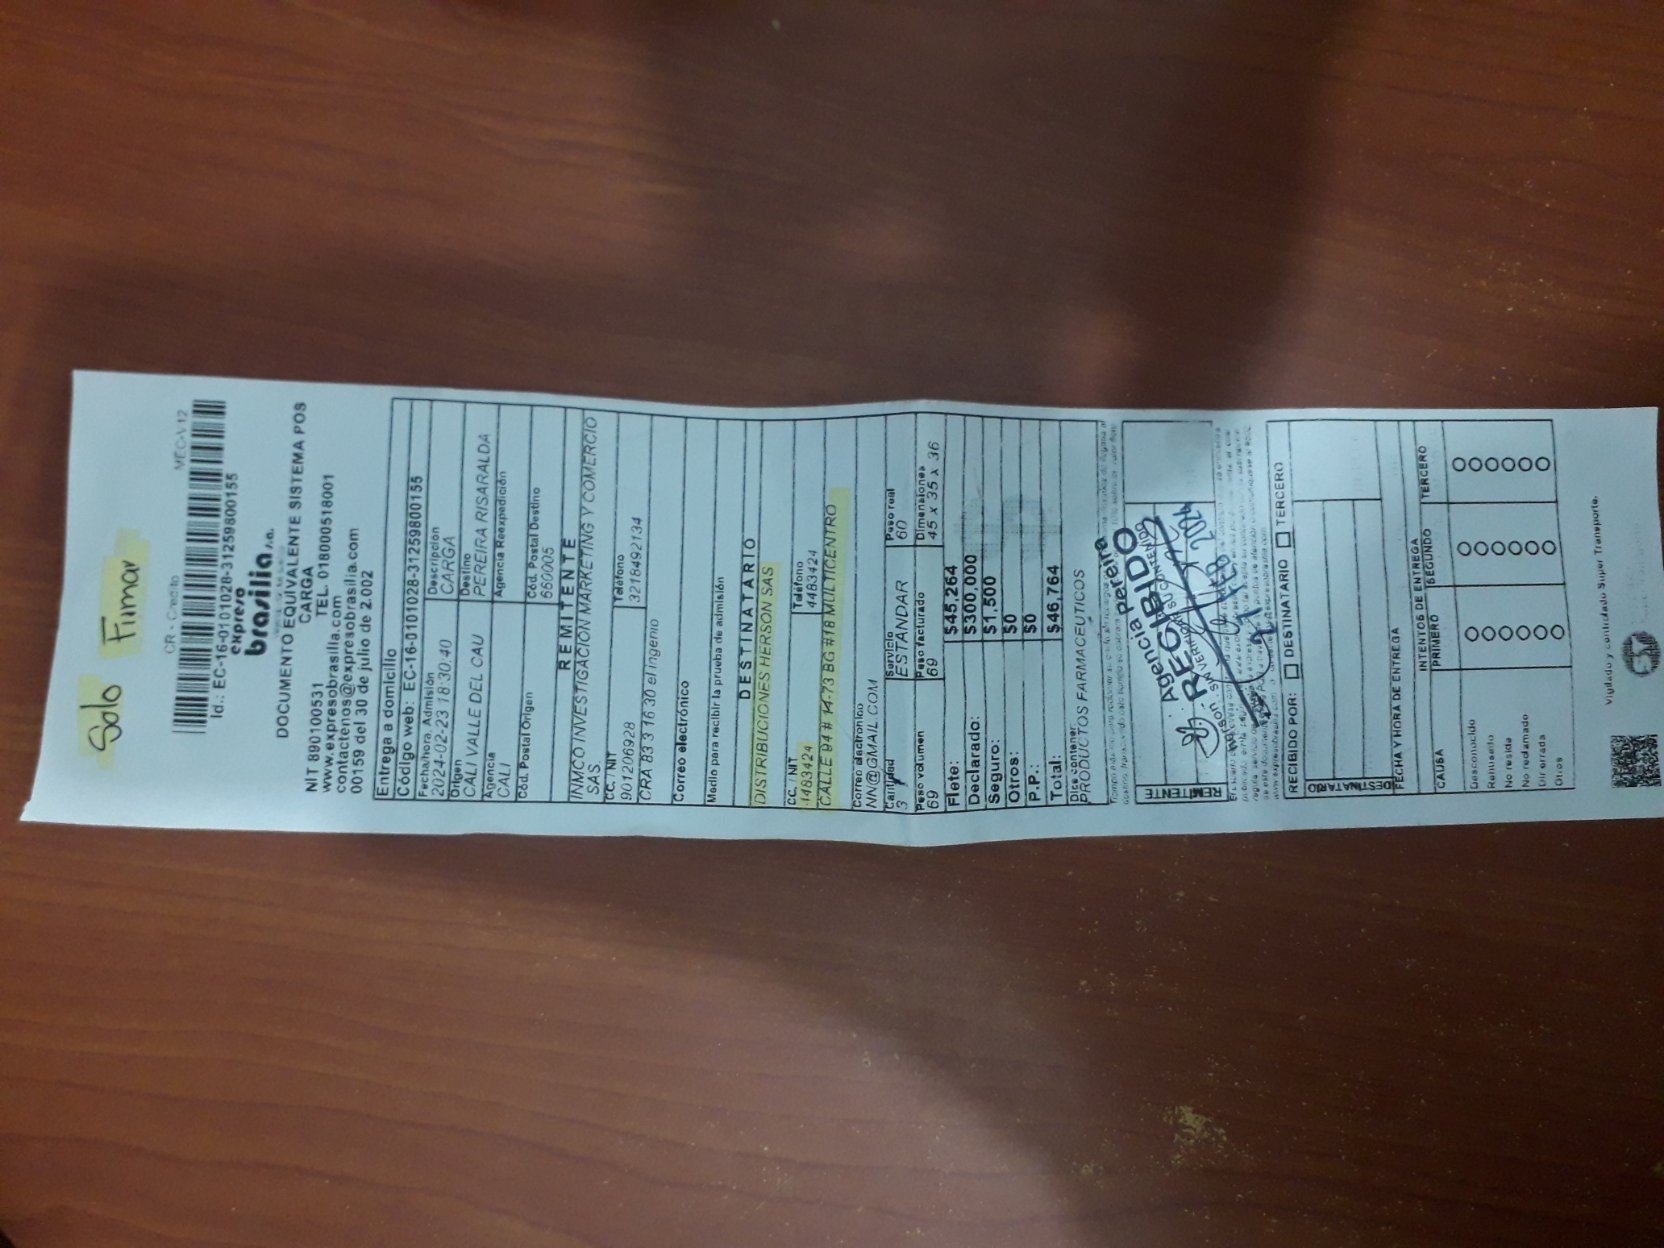 Solo Firmar
CR - Credito MEC-V12
Id.: EC-16-0101028-31259800155
expreso
brasilia s.a.
DOCUMENTO EQUIVALENTE SISTEMA POS
CARGA
NIT 890100531 TEL. 018000518001
www.expresobrasilia.com
contactenos@expresobrasilia.com
00159 del 30 de julio de 2.002
Entrega a domicilio
Código web: EC-16-0101028-31259800155
Fecha/hora Admisión Descripción
2024-02-23 18:30:40 CARGA
Origen Destino
CALI VALLE DEL CAU PEREIRA RISARALDA
Agencia Agencia Reexpedición
CALI
Cód. Postal Origen Cód. Postal Destino
660005
REMITENTE
INMCO INVESTIGACION MARKETING Y COMERCIO
SAS.
CC. / NIT Teléfono
901206928 3218492134
CRA 83 3 16 30 el ingenio
Correo electrónico
Medio para recibir la prueba de admisión
DESTINATARIO
DISTSRIBUCIONES HERSON SAS
CC. / NIT Teléfono
4483424 4483424
CALLE 94 # 14-73 BG #18 MULTICENTRO
Correo electronico
NN@GMAIL.COM
Cantidad Servicio Peso real
3 ESTANDAR 60
Peso volumen Peso facturado Dimensiones
69 69 45 x 35 x 36
Flete: $45,264
Declarado: $300,000
Seguro: $1,500
Otros: $0
P.P.: $0
Total: $46,764
Dice contener
PRODUCTOS FARMACEUTICOS
REMITENTE
Agencia Pereira
RECIBIDO
SIN VERIFICAR SU CONTENIDO
RECIBIDO POR: DESTINATARIO TERCERO
DESTINATARIO
FECHA Y HORA DE ENTREGA
INTENTOS DE ENTREGA
CAUSA PRIMERO SEGUNDO TERCERO
Desconocido
Rehusado
No reside
No reclamado
Dir errada
Otros
Vigilado y controlado Súper Transporte.